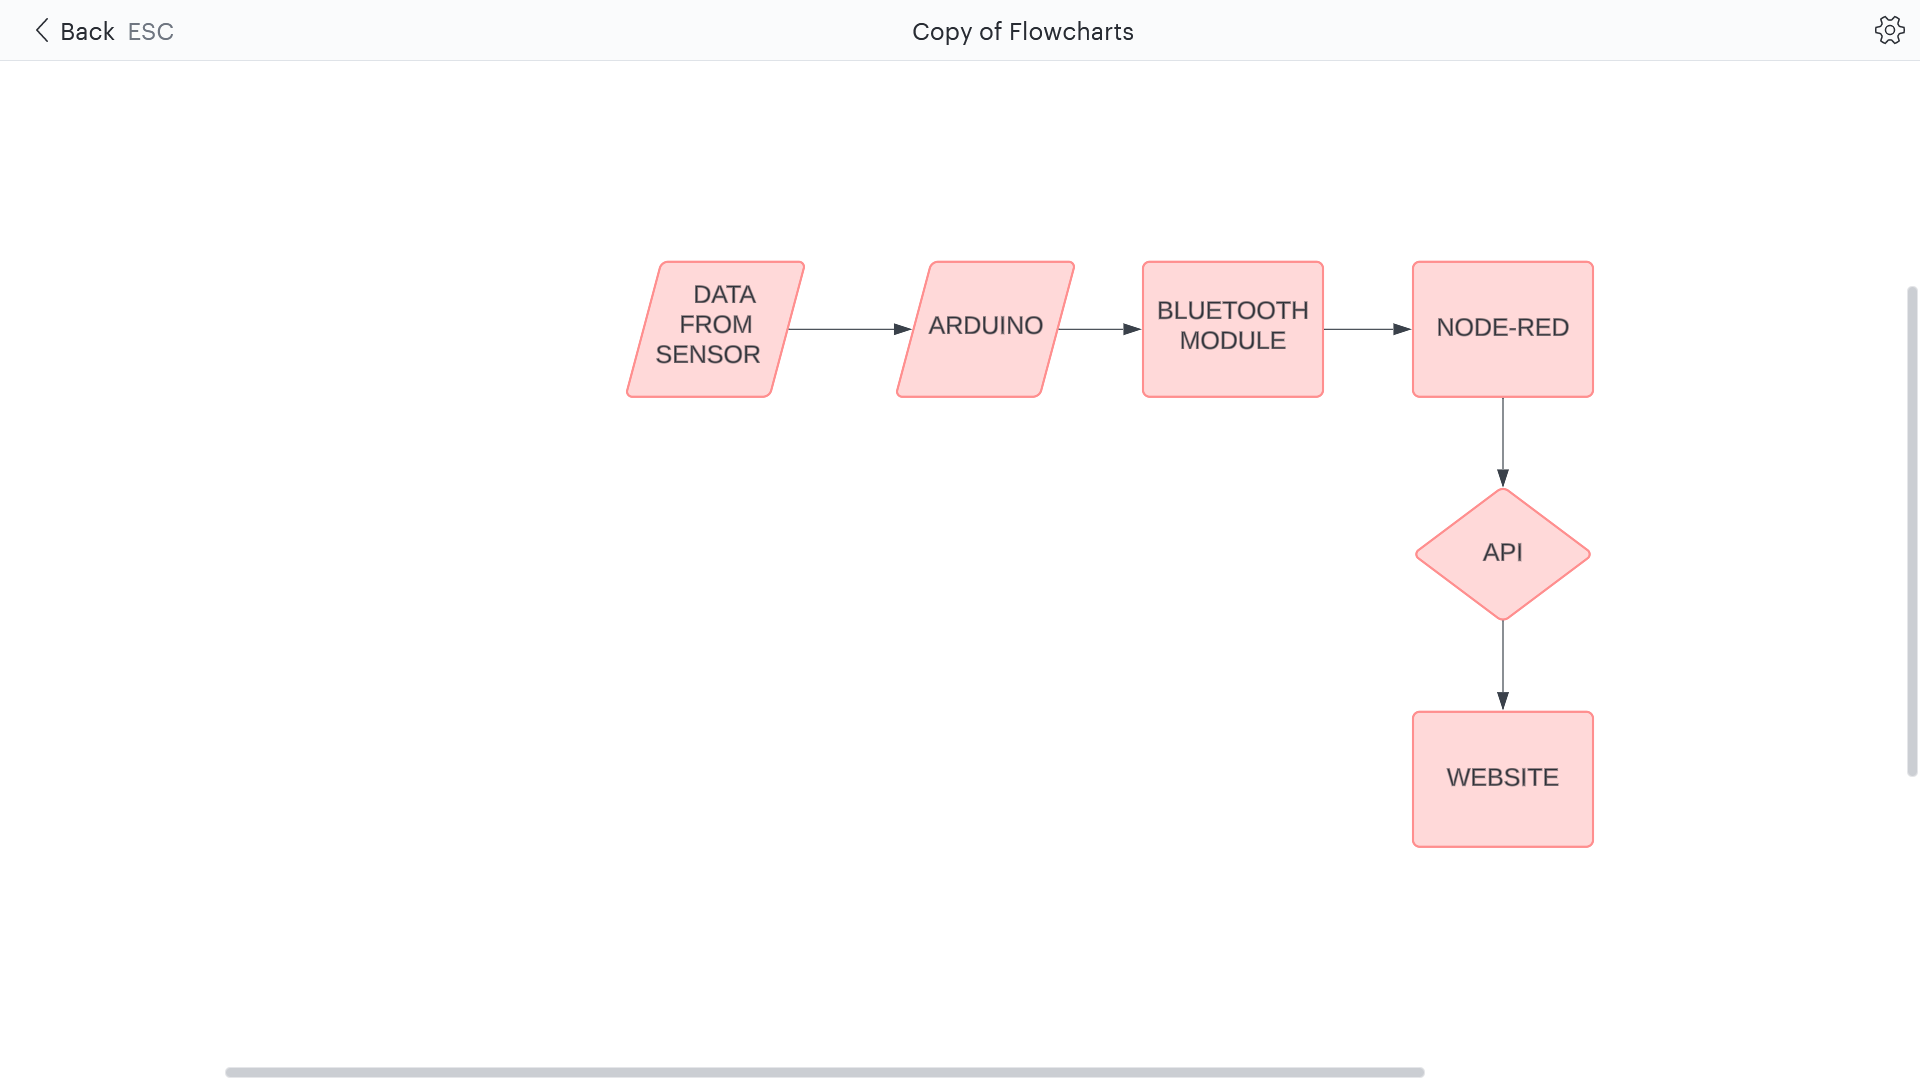 Back ESC
Copy of Flowcharts
DATA
FROM
SENSOR
ARDUINO
BLUETOOTH
MODULE
NODE-RED
API
WEBSITE